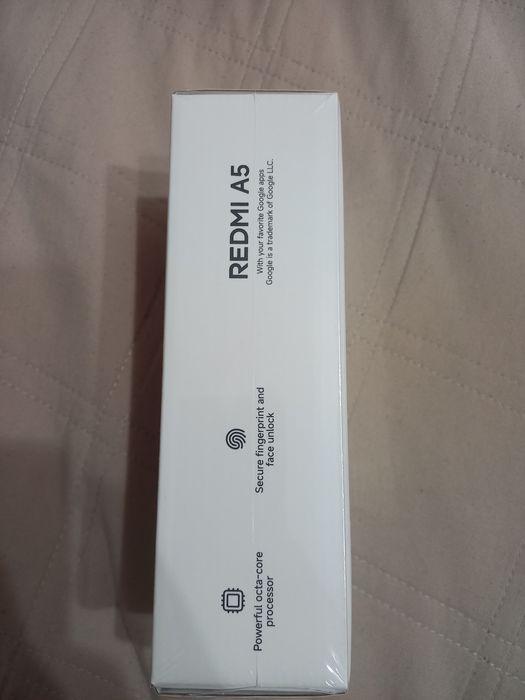 REDMI A5
With your favorite Google apps
Google is a trademark of Google LLC.
Secure fingerprint and
face unlock
Powerful octa-core
processor